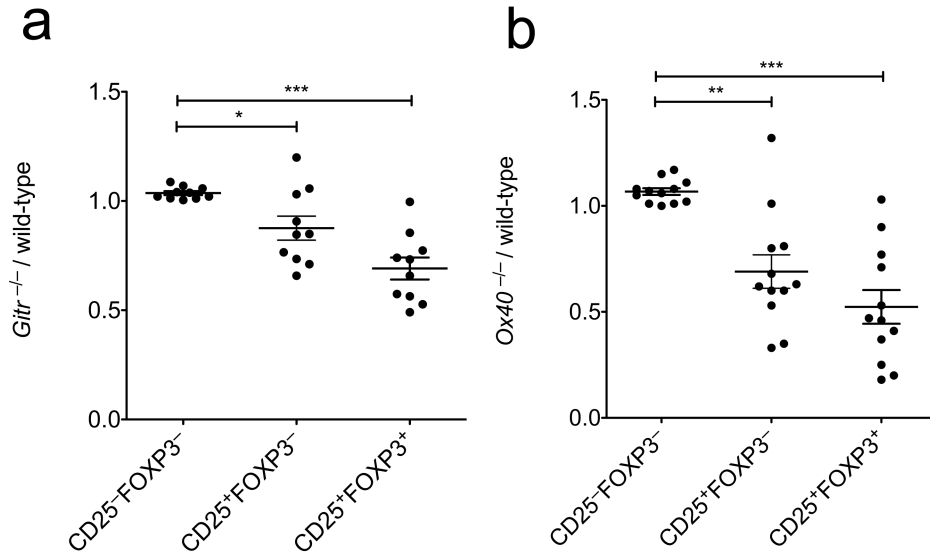 a
1.5
1.0
0.5
0.0
Gitr⁻/⁻ / wild-type
*
***
CD25⁻FOXP3⁻
CD25⁺FOXP3⁻
CD25⁺FOXP3⁺
b
1.5
1.0
0.5
0.0
Ox40⁻/⁻ / wild-type
**
***
CD25⁻FOXP3⁻
CD25⁺FOXP3⁻
CD25⁺FOXP3⁺